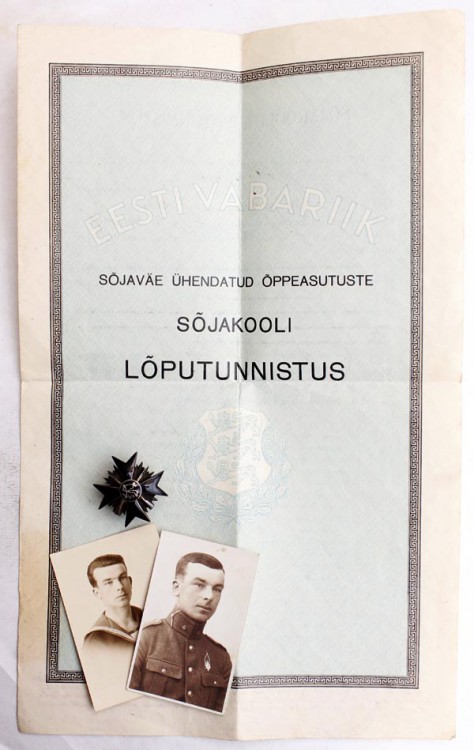 EESTI VABARIIK
SÕJAVÄE ÜHENDATUD ÕPPEASUTUSTE
SÕJAKOOLI
LÕPUTUNNISTUS